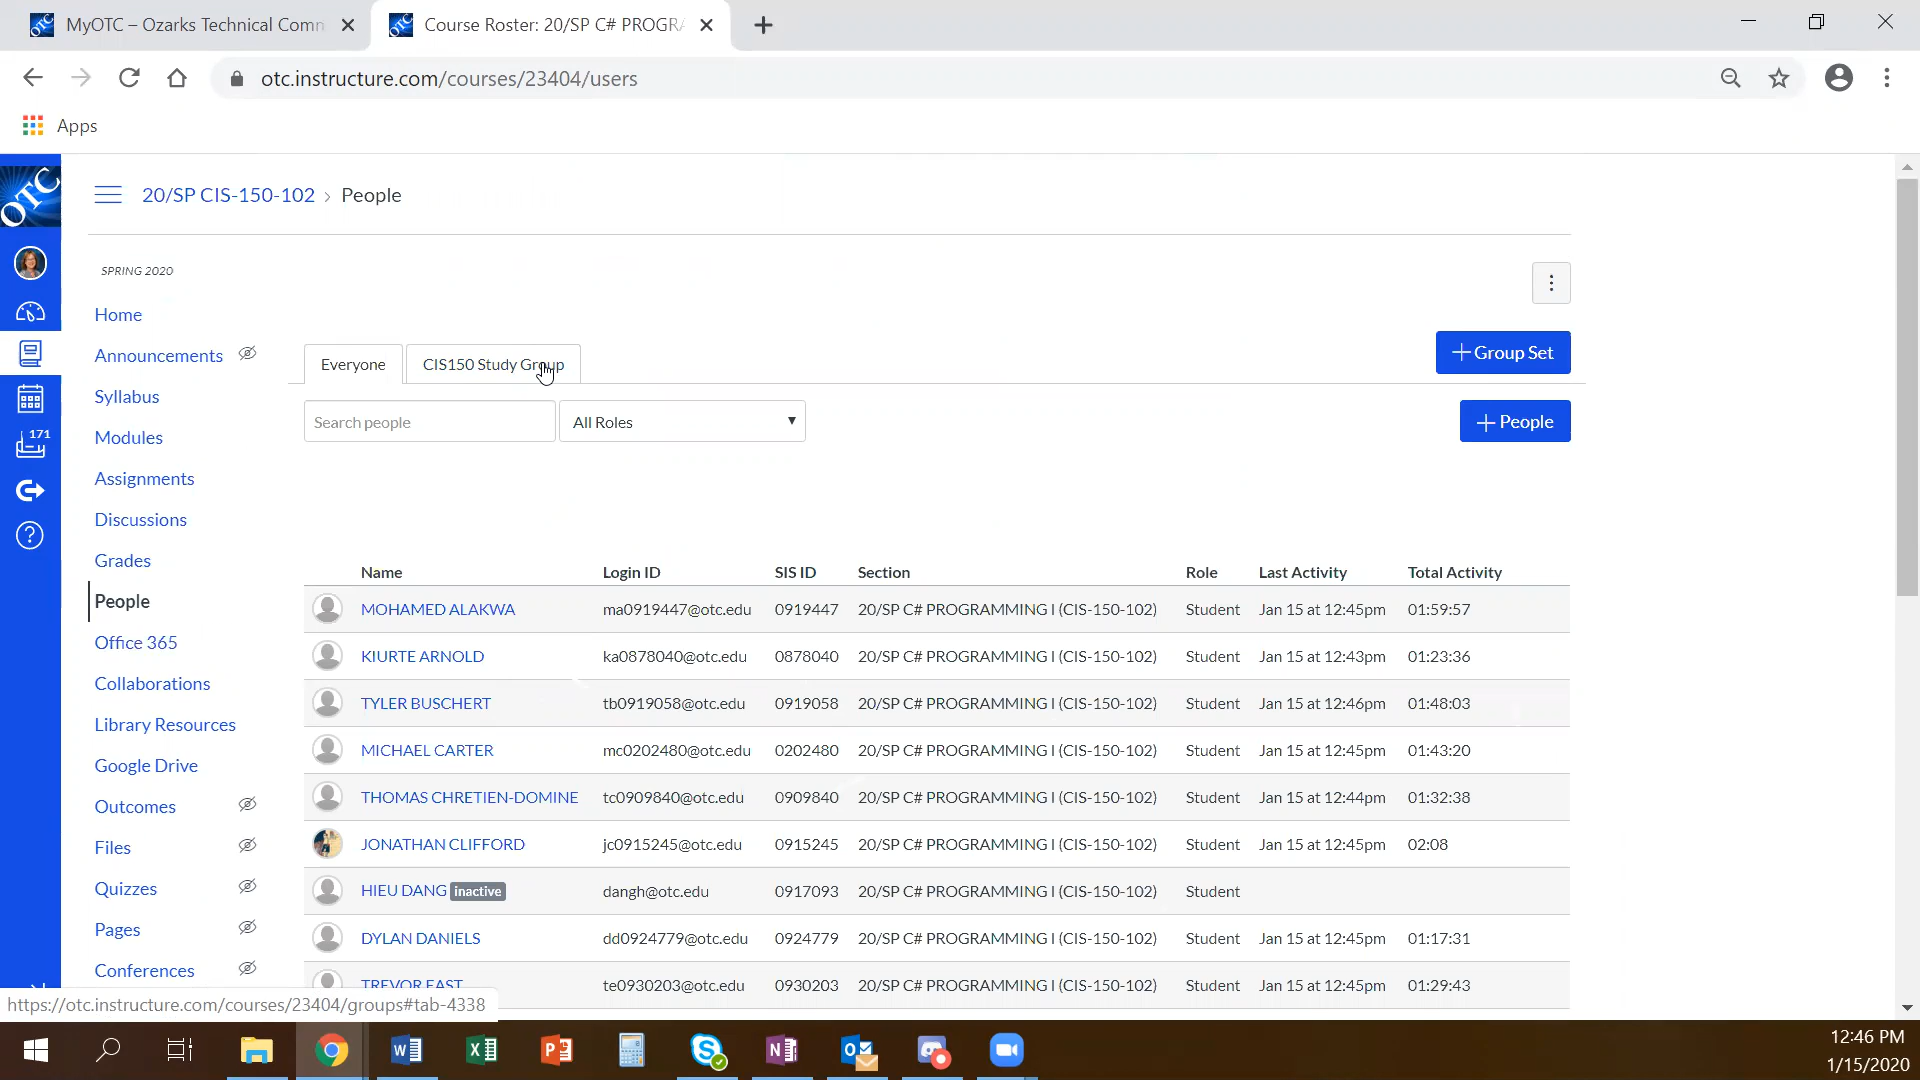 MyOTC – Ozarks Technical Comm
Course Roster: 20/SP C# PROGRA
otc.instructure.com/courses/23404/users
Apps
OTC
20/SP CIS-150-102 › People
SPRING 2020
Home
Announcements
Syllabus
Modules
Assignments
Discussions
Grades
People
Office 365
Collaborations
Library Resources
Google Drive
Outcomes
Files
Quizzes
Pages
Conferences
171
Everyone
CIS150 Study Group
+ Group Set
Search people
All Roles
+ People
Name Login ID SIS ID Section Role Last Activity Total Activity
MOHAMED ALAKWA ma0919447@otc.edu 0919447 20/SP C# PROGRAMMING I (CIS-150-102) Student Jan 15 at 12:45pm 01:59:57
KIURTE ARNOLD ka0878040@otc.edu 0878040 20/SP C# PROGRAMMING I (CIS-150-102) Student Jan 15 at 12:43pm 01:23:36
TYLER BUSCHERT tb0919058@otc.edu 0919058 20/SP C# PROGRAMMING I (CIS-150-102) Student Jan 15 at 12:46pm 01:48:03
MICHAEL CARTER mc0202480@otc.edu 0202480 20/SP C# PROGRAMMING I (CIS-150-102) Student Jan 15 at 12:45pm 01:43:20
THOMAS CHRETIEN-DOMINE tc0909840@otc.edu 0909840 20/SP C# PROGRAMMING I (CIS-150-102) Student Jan 15 at 12:44pm 01:32:38
JONATHAN CLIFFORD jc0915245@otc.edu 0915245 20/SP C# PROGRAMMING I (CIS-150-102) Student Jan 15 at 12:45pm 02:08
HIEU DANG inactive dangh@otc.edu 0917093 20/SP C# PROGRAMMING I (CIS-150-102) Student
DYLAN DANIELS dd0924779@otc.edu 0924779 20/SP C# PROGRAMMING I (CIS-150-102) Student Jan 15 at 12:45pm 01:17:31
TREVOR EAST te0930203@otc.edu 0930203 20/SP C# PROGRAMMING I (CIS-150-102) Student Jan 15 at 12:45pm 01:29:43
https://otc.instructure.com/courses/23404/groups#tab-4338
12:46 PM
1/15/2020